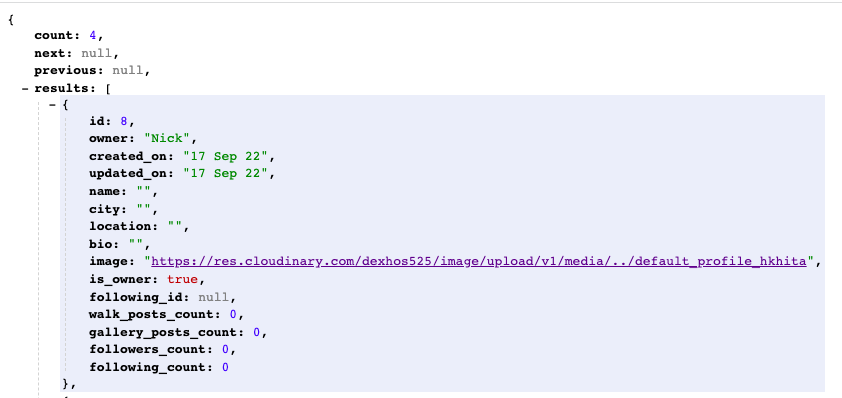 {
count: 4,
next: null,
previous: null,
- results: [
- {
id: 8,
owner: "Nick",
created_on: "17 Sep 22",
updated_on: "17 Sep 22",
name: "",
city: "",
location: "",
bio: "",
image: "https://res.cloudinary.com/dexhos525/image/upload/v1/media/../default_profile_hkhita",
is_owner: true,
following_id: null,
walk_posts_count: 0,
gallery_posts_count: 0,
followers_count: 0,
following_count: 0
},